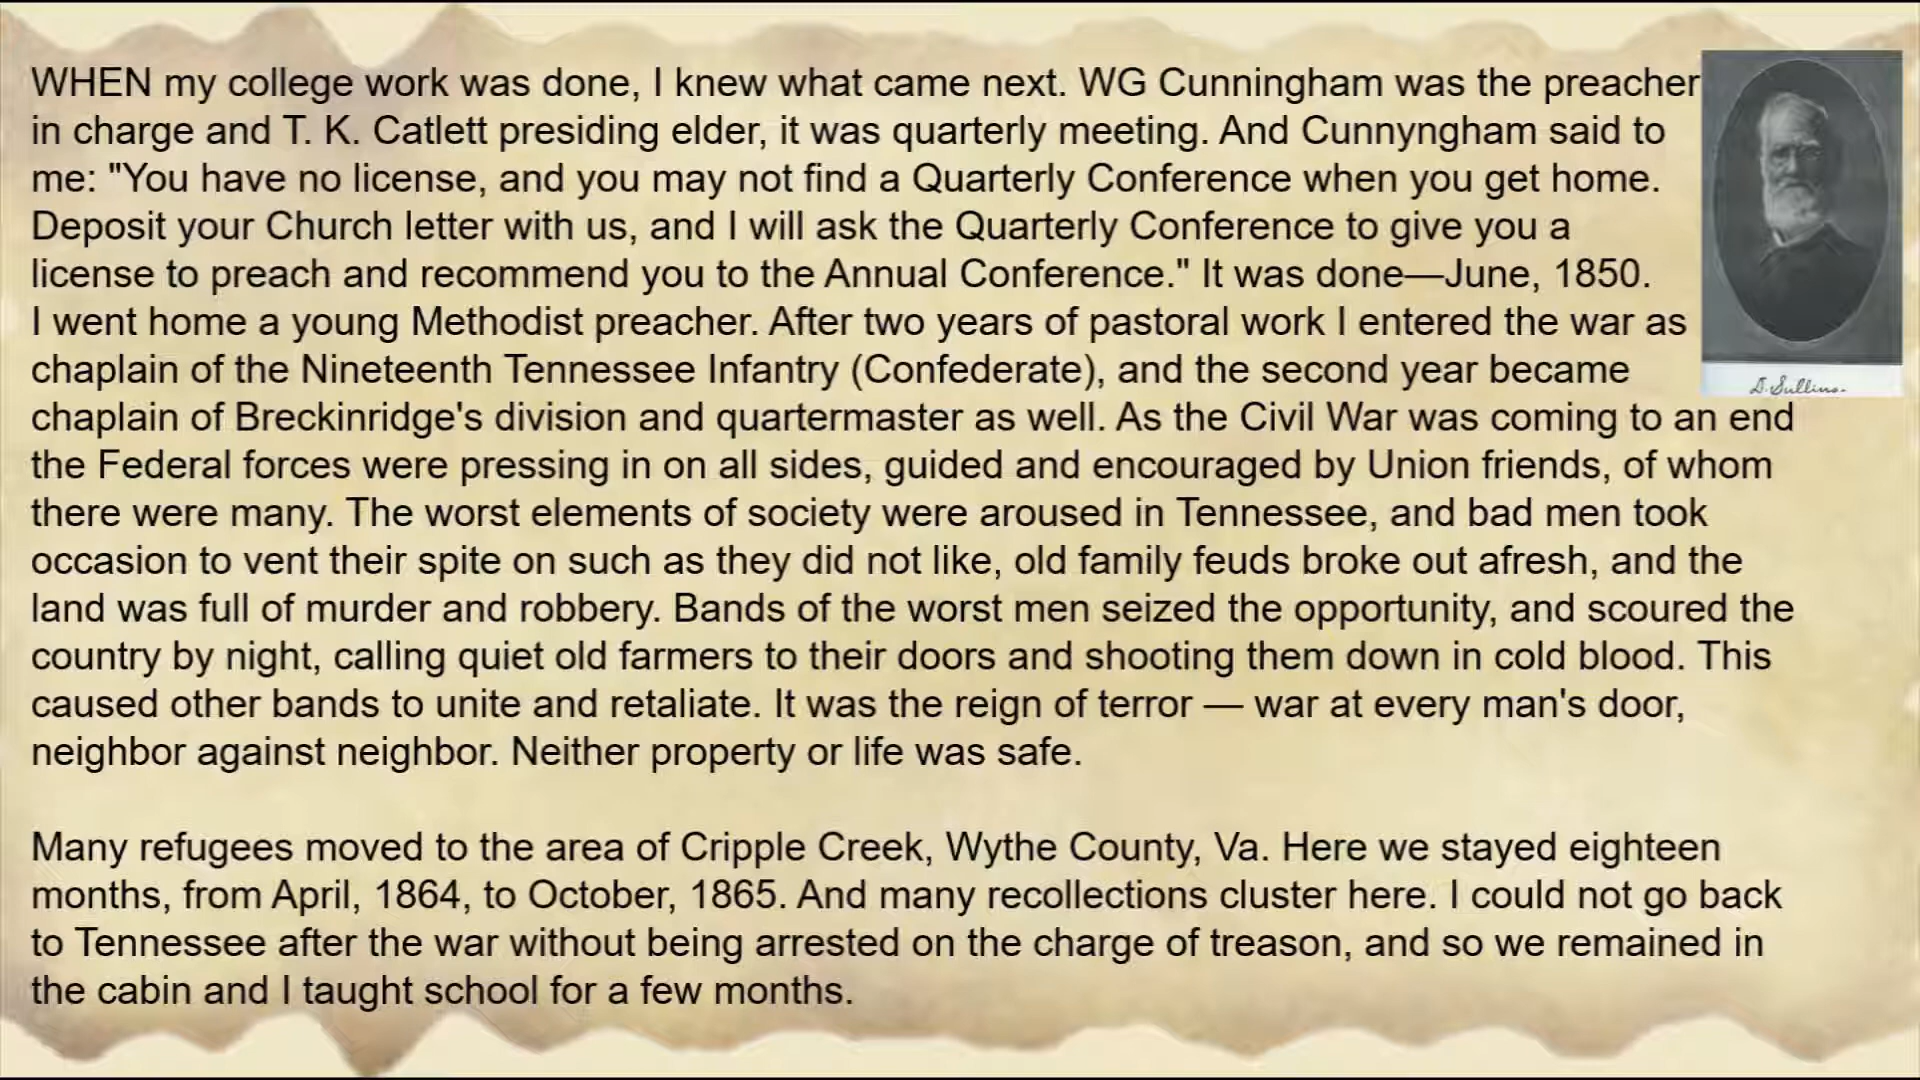 WHEN my college work was done, I knew what came next. WG Cunningham was the preacher
in charge and T. K. Catlett presiding elder, it was quarterly meeting. And Cunnyngham said to
me: "You have no license, and you may not find a Quarterly Conference when you get home.
Deposit your Church letter with us, and I will ask the Quarterly Conference to give you a
license to preach and recommend you to the Annual Conference." It was done—June, 1850.
I went home a young Methodist preacher. After two years of pastoral work I entered the war as
chaplain of the Nineteenth Tennessee Infantry (Confederate), and the second year became
chaplain of Breckinridge's division and quartermaster as well. As the Civil War was coming to an end
the Federal forces were pressing in on all sides, guided and encouraged by Union friends, of whom
there were many. The worst elements of society were aroused in Tennessee, and bad men took
occasion to vent their spite on such as they did not like, old family feuds broke out afresh, and the
land was full of murder and robbery. Bands of the worst men seized the opportunity, and scoured the
country by night, calling quiet old farmers to their doors and shooting them down in cold blood. This
caused other bands to unite and retaliate. It was the reign of terror — war at every man's door,
neighbor against neighbor. Neither property or life was safe.
Many refugees moved to the area of Cripple Creek, Wythe County, Va. Here we stayed eighteen
months, from April, 1864, to October, 1865. And many recollections cluster here. I could not go back
to Tennessee after the war without being arrested on the charge of treason, and so we remained in
the cabin and I taught school for a few months.
D. Sullins.